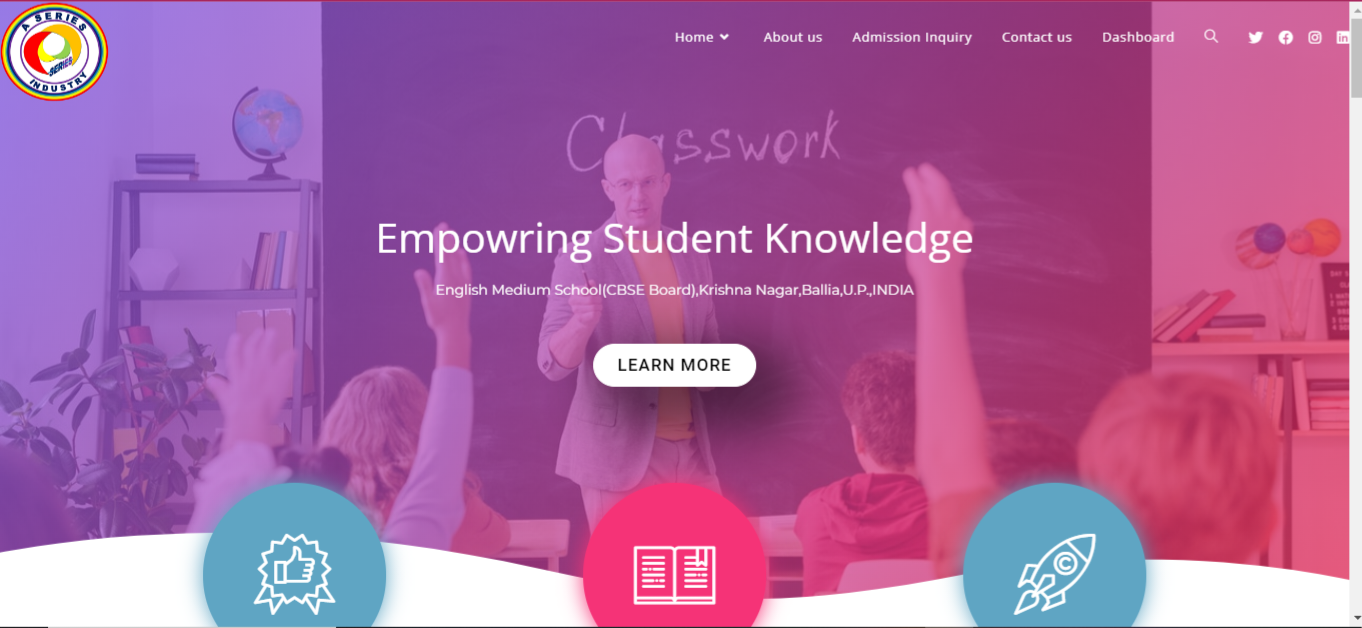 A SERIES
SERIES
INDUSTRY
Home
About us
Admission Inquiry
Contact us
Dashboard
Classwork
Empowring Student Knowledge
English Medium School(CBSE Board),Krishna Nagar,Ballia,U.P.,INDIA
LEARN MORE
©